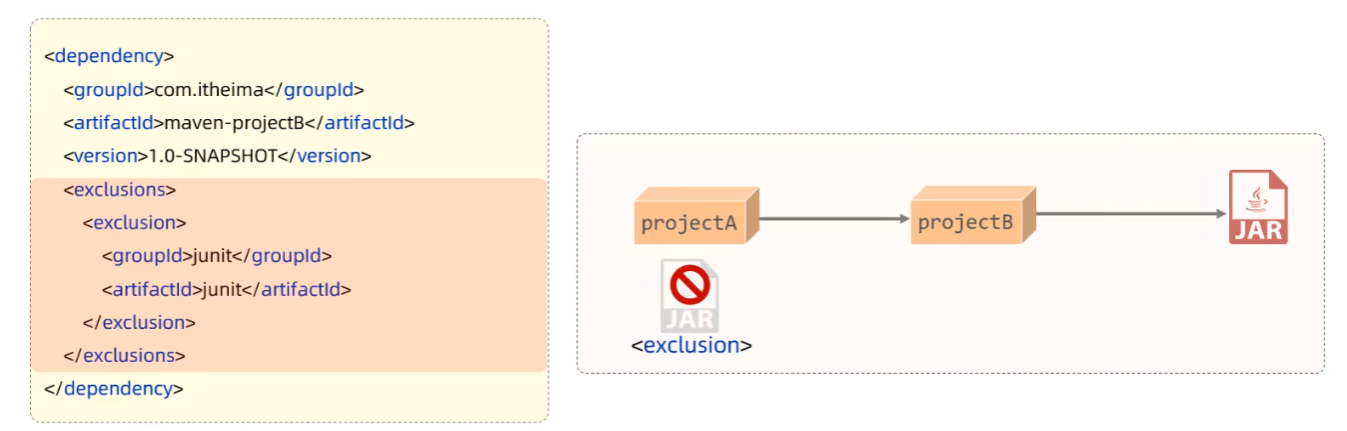 <dependency>
<groupId>com.itheima</groupId>
<artifactId>maven-projectB</artifactId>
<version>1.0-SNAPSHOT</version>
<exclusions>
<exclusion>
<groupId>junit</groupId>
<artifactId>junit</artifactId>
</exclusion>
</exclusions>
</dependency>
projectA
projectB
JAR
JAR
<exclusion>